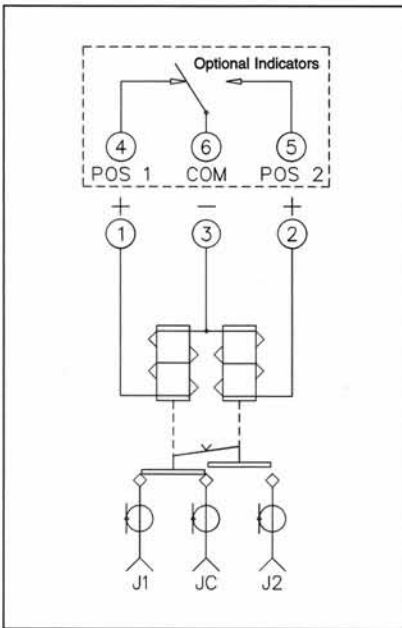 Optional Indicators
4 6 5
POS 1 COM POS 2
+ − +
1 3 2
J1 JC J2